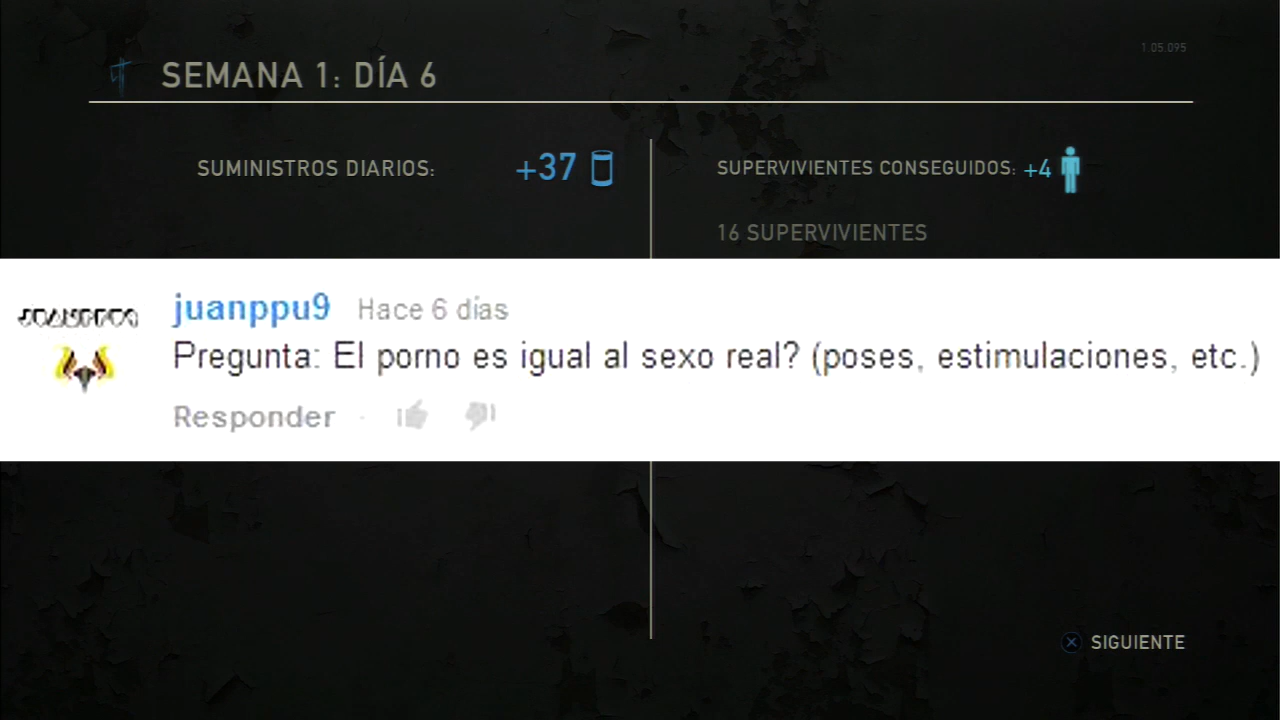 1.05.095
SEMANA 1: DÍA 6
SUMINISTROS DIARIOS: +37
SUPERVIVIENTES CONSEGUIDOS: +4
16 SUPERVIVIENTES
juanppu9 Hace 6 días
Pregunta: El porno es igual al sexo real? (poses, estimulaciones, etc.)
Responder
SIGUIENTE